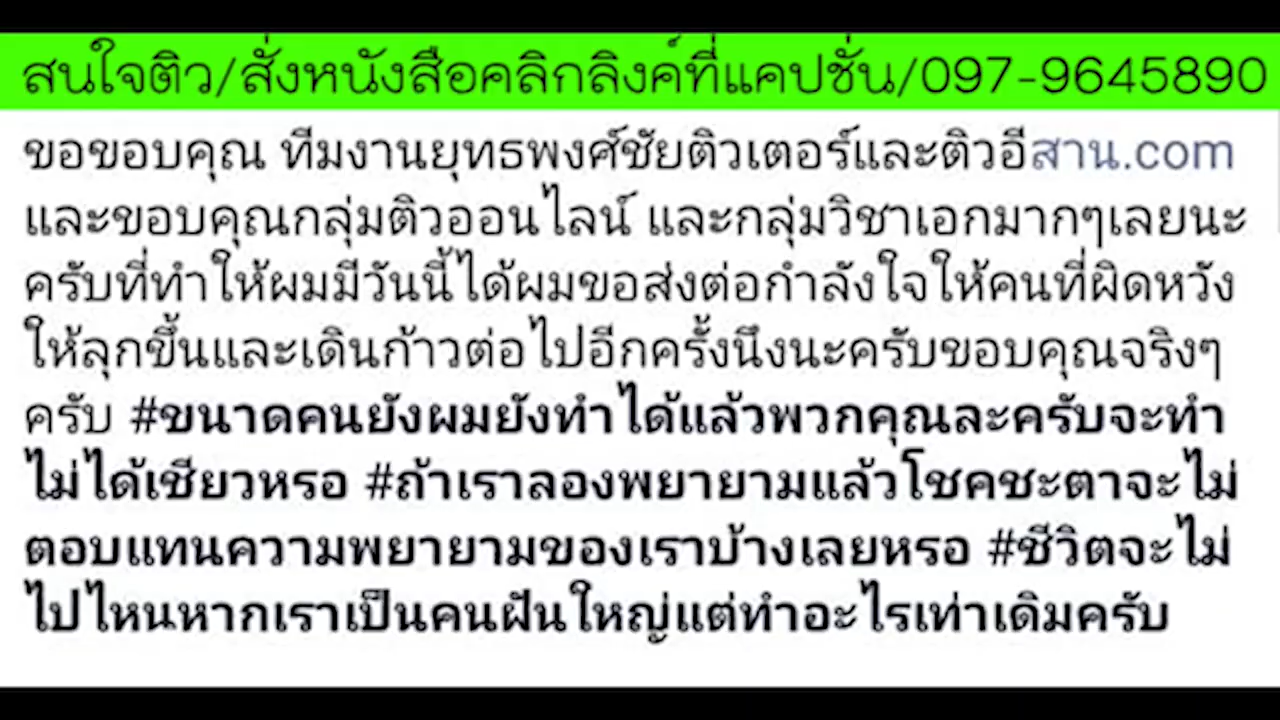 สนใจติว/สั่งหนังสือคลิกลิงค์ที่แคปชั่น/097-9645890
ขอขอบคุณ ทีมงานยุทธพงศ์ชัยติวเตอร์และติวอีสาน.com
และขอบคุณกลุ่มติวออนไลน์ และกลุ่มวิชาเอกมากๆเลยนะ
ครับที่ทำให้ผมมีวันนี้ได้ผมขอส่งต่อกำลังใจให้คนที่ผิดหวัง
ให้ลุกขึ้นและเดินก้าวต่อไปอีกครั้งนึงนะครับขอบคุณจริงๆ
ครับ #ขนาดคนยังผมยังทำได้แล้วพวกคุณละครับจะทำ
ไม่ได้เชียวหรอ #ถ้าเราลองพยายามแล้วโชคชะตาจะไม่
ตอบแทนความพยายามของเราบ้างเลยหรอ #ชีวิตจะไม่
ไปไหนหากเราเป็นคนฝันใหญ่แต่ทำอะไรเท่าเดิมครับ